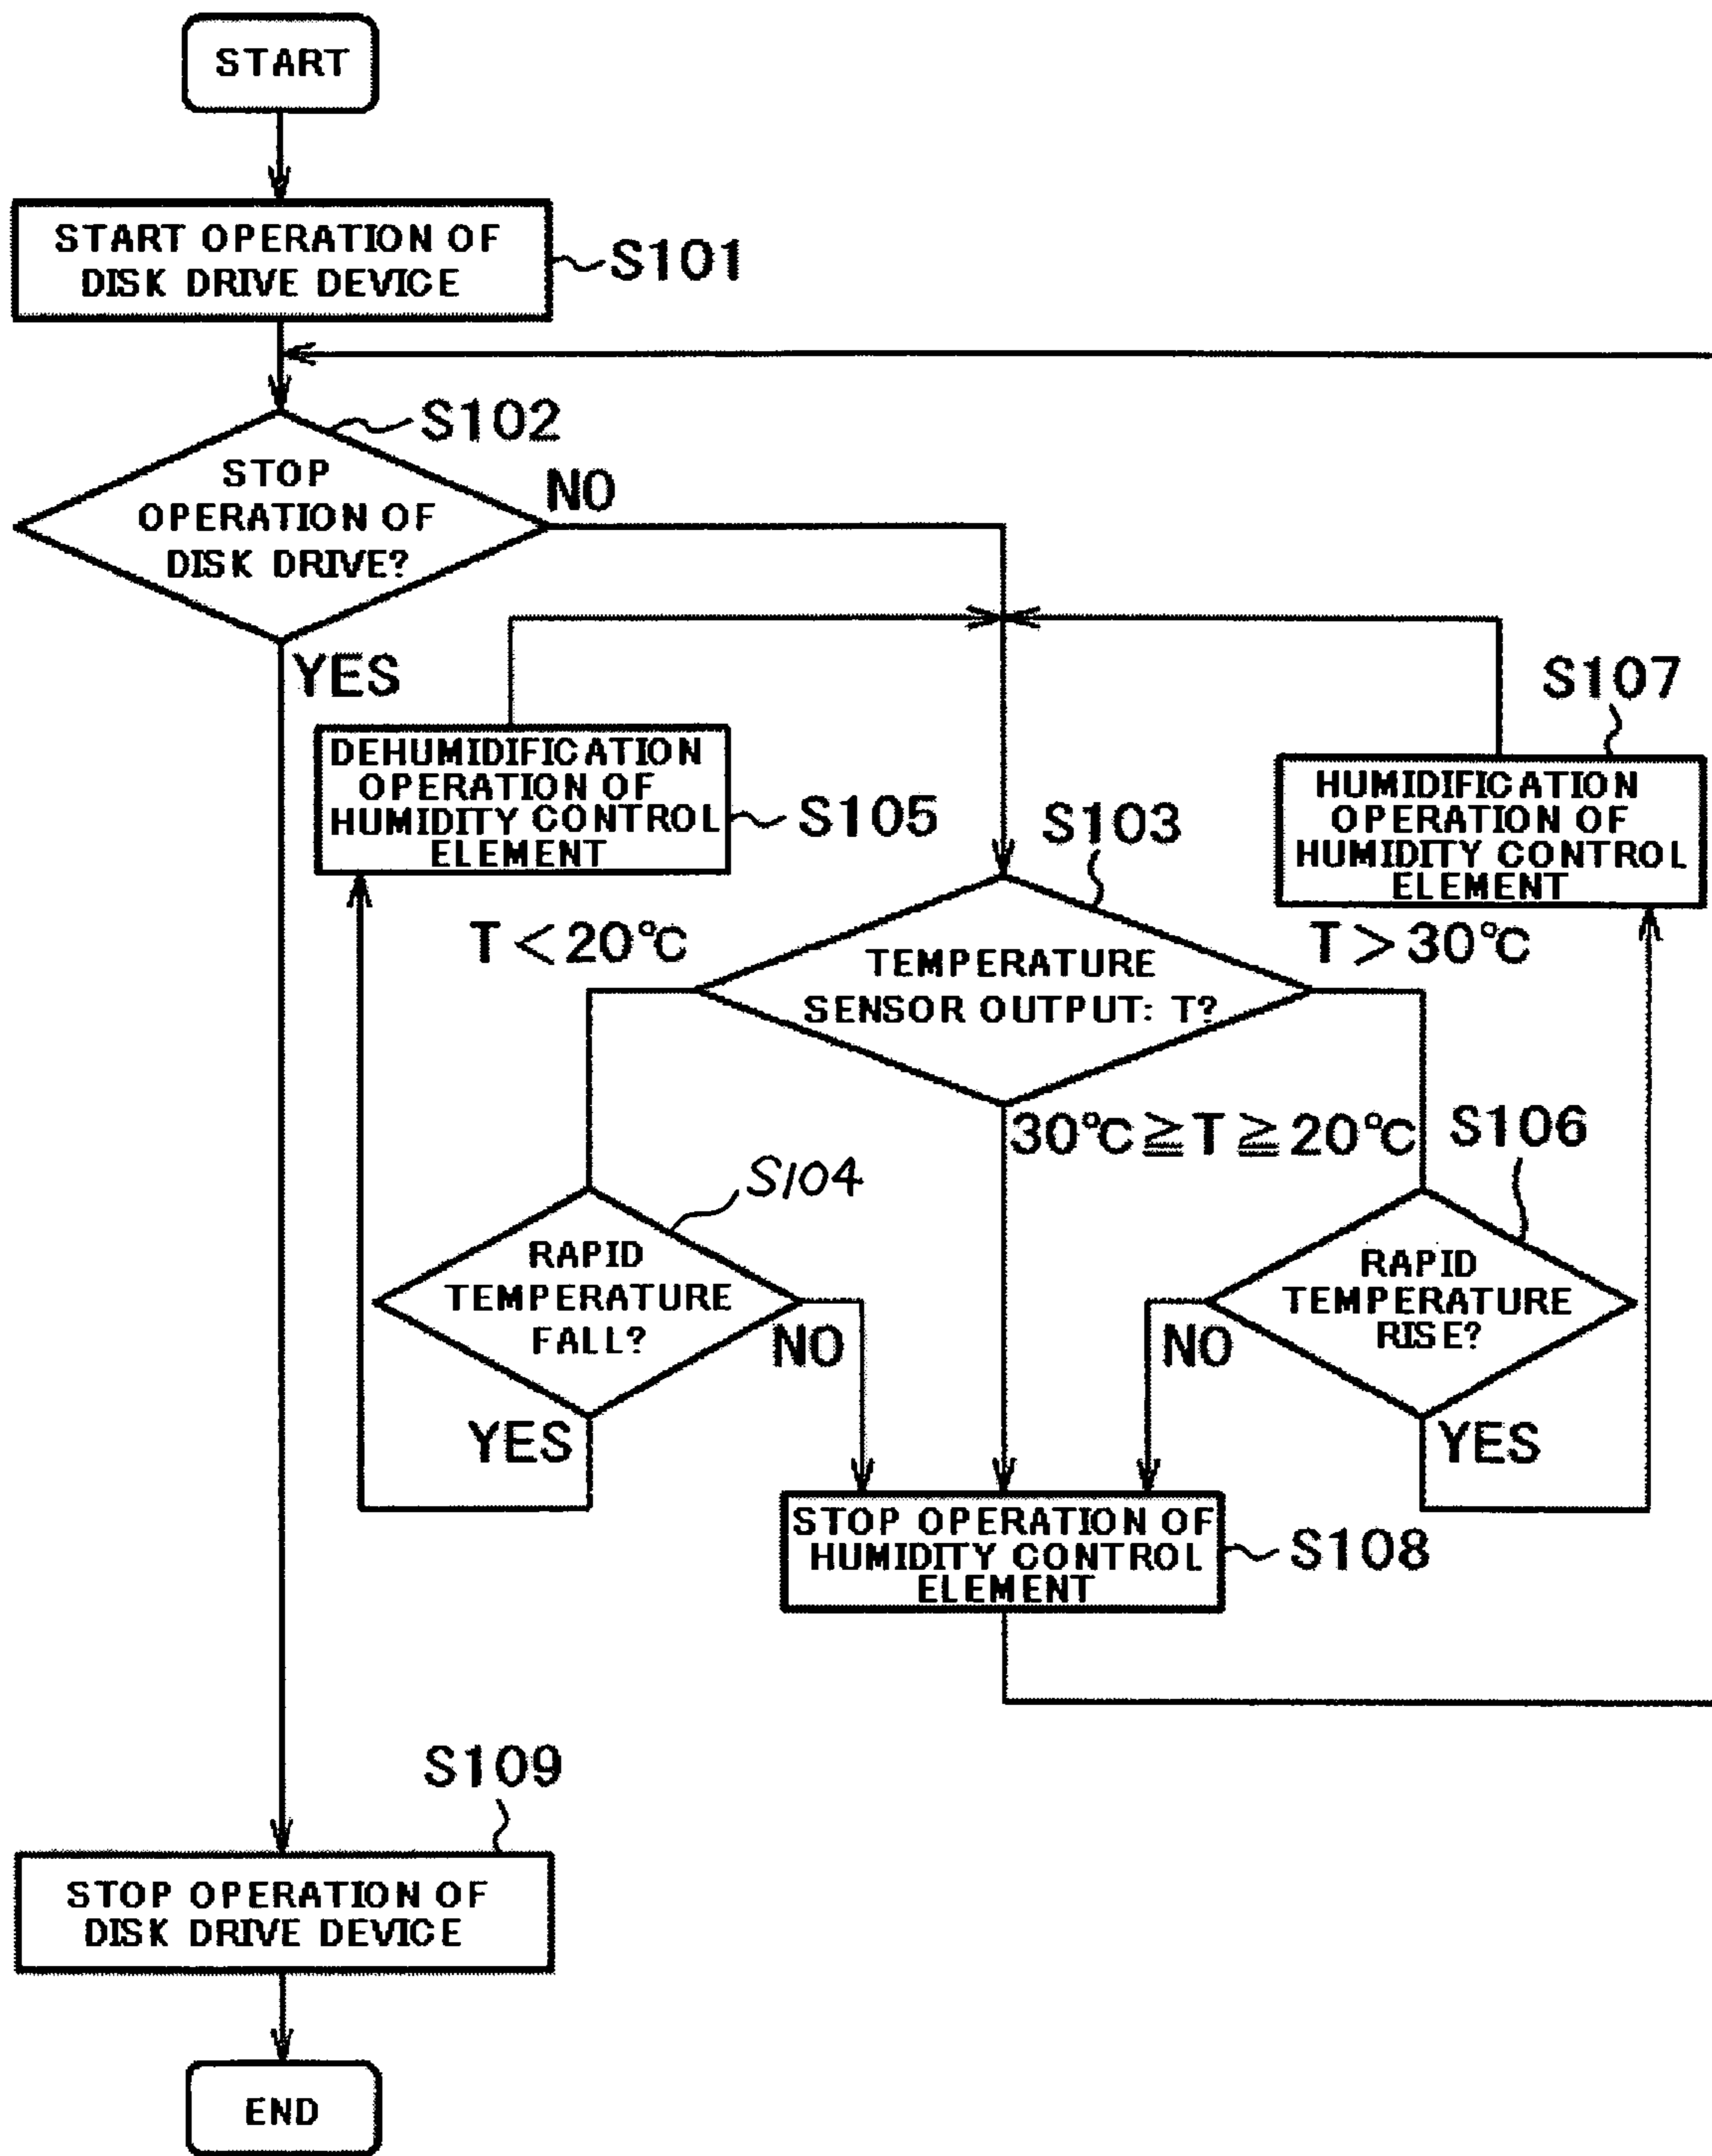 START
START OPERATION OF
DISK DRIVE DEVICE
S101
S102
STOP
OPERATION OF
DISK DRIVE?
NO
YES
S107
DEHUMIDIFICATION
OPERATION OF
HUMIDITY CONTROL
ELEMENT
S105
HUMIDIFICATION
OPERATION OF
HUMIDITY CONTROL
ELEMENT
S103
T<20℃
T>30℃
TEMPERATURE
SENSOR OUTPUT: T?
30℃≧T≧20℃
S106
S104
RAPID
TEMPERATURE
FALL?
NO
YES
RAPID
TEMPERATURE
RISE?
NO
YES
STOP OPERATION OF
HUMIDITY CONTROL
ELEMENT
S108
S109
STOP OPERATION OF
DISK DRIVE DEVICE
END